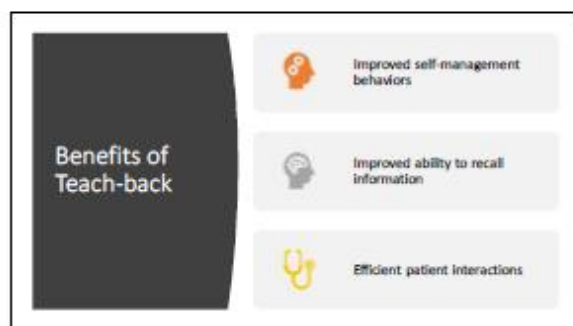 Benefits of
Teach-back
Improved self-management
behaviors
Improved ability to recall
information
Efficient patient interactions